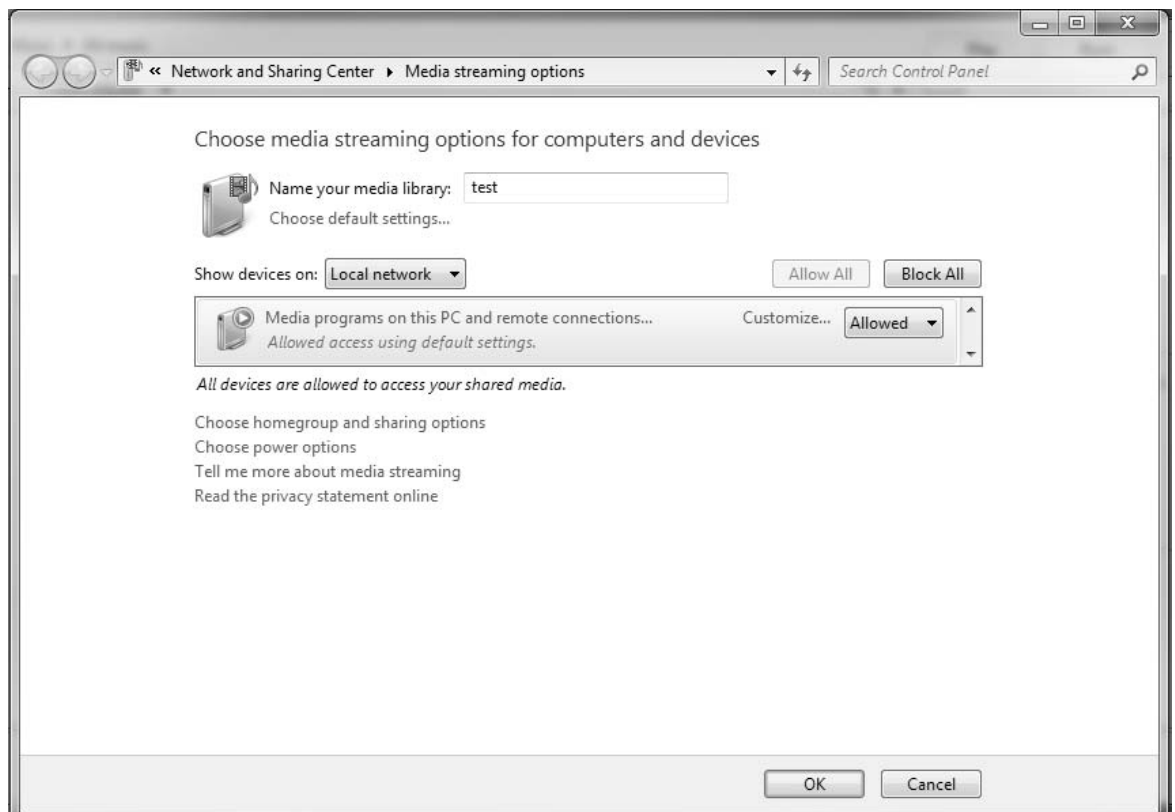 « Network and Sharing Center ▸ Media streaming options Search Control Panel
Choose media streaming options for computers and devices
Name your media library: test
Choose default settings...
Show devices on: Local network Allow All Block All
Media programs on this PC and remote connections... Customize... Allowed
Allowed access using default settings.
All devices are allowed to access your shared media.
Choose homegroup and sharing options
Choose power options
Tell me more about media streaming
Read the privacy statement online
OK Cancel